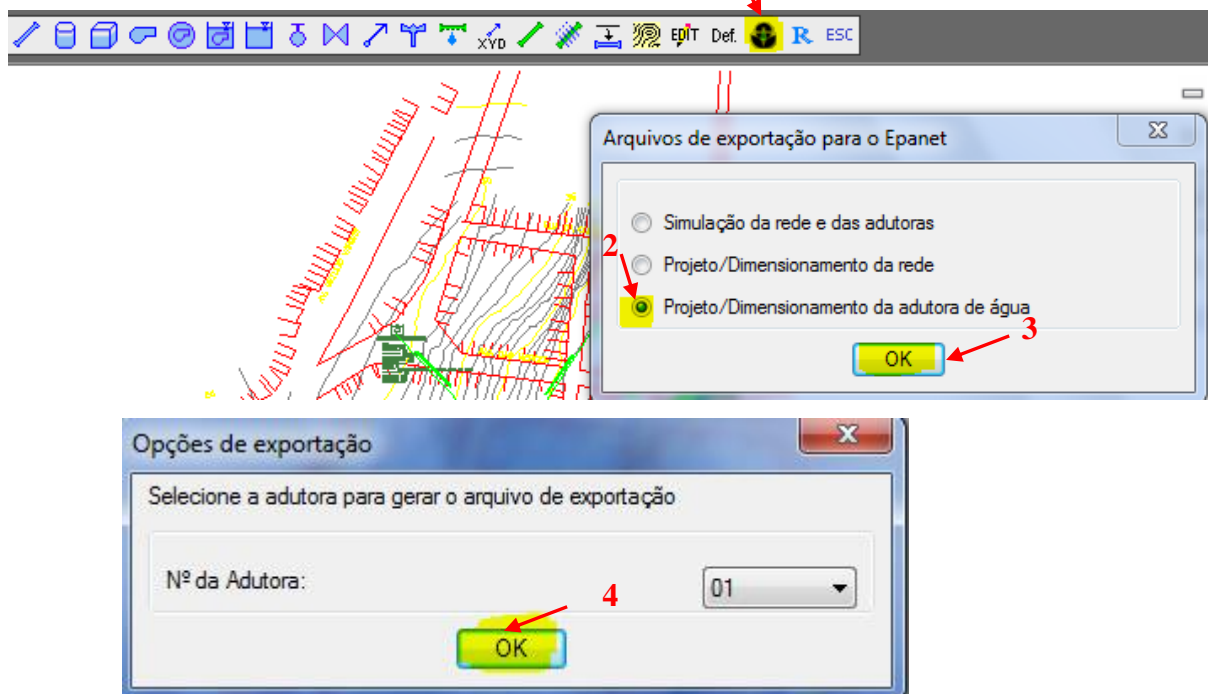 XYD EDIT Def. R ESC
Arquivos de exportação para o Epanet
Simulação da rede e das adutoras
2
Projeto/Dimensionamento da rede
Projeto/Dimensionamento da adutora de água
3
OK
Opções de exportação
Selecione a adutora para gerar o arquivo de exportação
Nº da Adutora:
01
4
OK